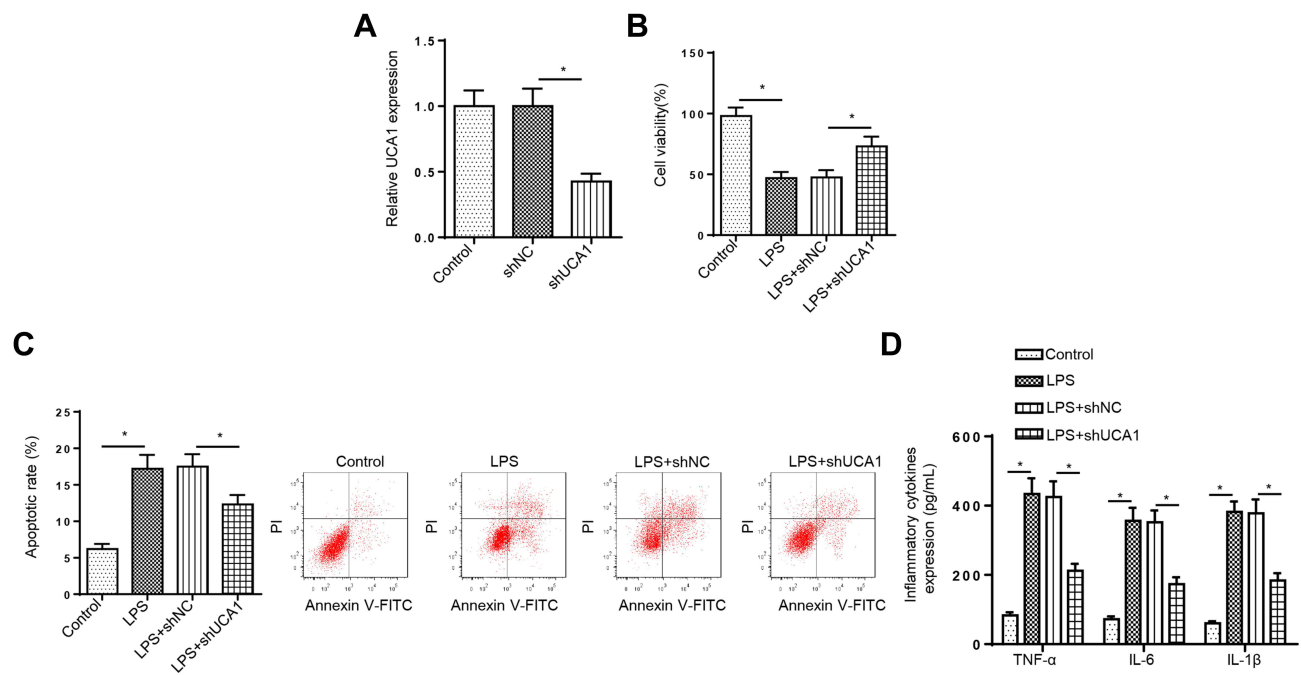 A
Relative UCA1 expression
1.5
1.0
0.5
0.0
*
Control
shNC
shUCA1
B
Cell viability(%)
150
100
50
0
*
*
Control
LPS
LPS+shNC
LPS+shUCA1
C
Apoptotic rate (%)
25
20
15
10
5
0
*
*
Control
LPS
LPS+shNC
LPS+shUCA1
Control
PI
Annexin V-FITC
LPS
PI
Annexin V-FITC
LPS+shNC
PI
Annexin V-FITC
LPS+shUCA1
PI
Annexin V-FITC
D
Control
LPS
LPS+shNC
LPS+shUCA1
Inflammatory cytokines
expression (pg/mL)
600
400
200
0
*
*
*
*
*
*
TNF-α
IL-6
IL-1β